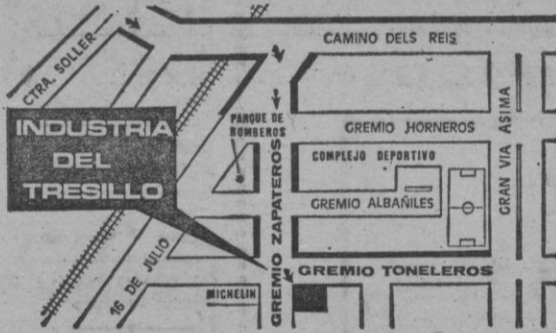 CAMINO DELS REIS
CTRA. SOLLER
INDUSTRIA
DEL
TRESILLO
PARQUE DE
BOMBEROS
GREMIO HORNEROS
COMPLEJO DEPORTIVO
GREMIO ALBAÑILES
GRAN VIA ASIMA
GREMIO ZAPATEROS
16 DE JULIO
GREMIO TONELEROS
MICHELIN